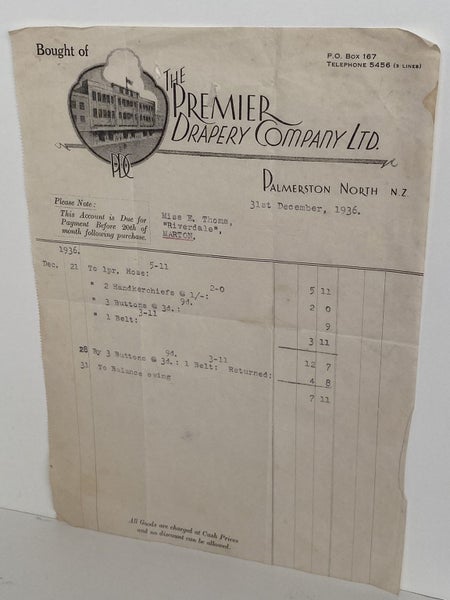 Bought of
P.O. Box 167
Telephone 5456 (3 lines)
THE
PREMIER
DRAPERY COMPANY LTD.
PDC
PALMERSTON NORTH N.Z.
31st December, 1936.
Please Note:
This Account is Due for
Payment Before 20th of
month following purchase.
Miss E. Thoms,
"Riverdale",
MARTON.
1936.
Dec. 21 To 1pr. Hose: 5-11 5 11
" 2 Handkerchiefs @ 1/-: 2-0 2 0
" 3 Buttons @ 3d.: 9d. 9
" 1 Belt: 3-11 3 11
12 7
28 By 3 Buttons @ 3d.: 9d. 1 Belt: 3-11 Returned: 4 8
31 To Balance owing 7 11
All Goods are charged at Cash Prices
and no discount can be allowed.